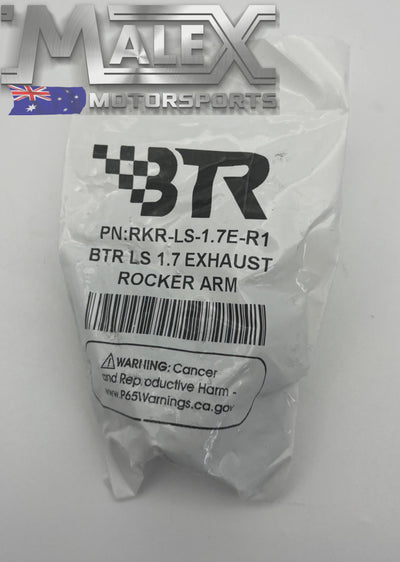 MALEX
MOTORSPORTS
BTR
PN:RKR-LS-1.7E-R1
BTR LS 1.7 EXHAUST
ROCKER ARM
WARNING: Cancer
and Reproductive Harm -
www.P65Warnings.ca.gov